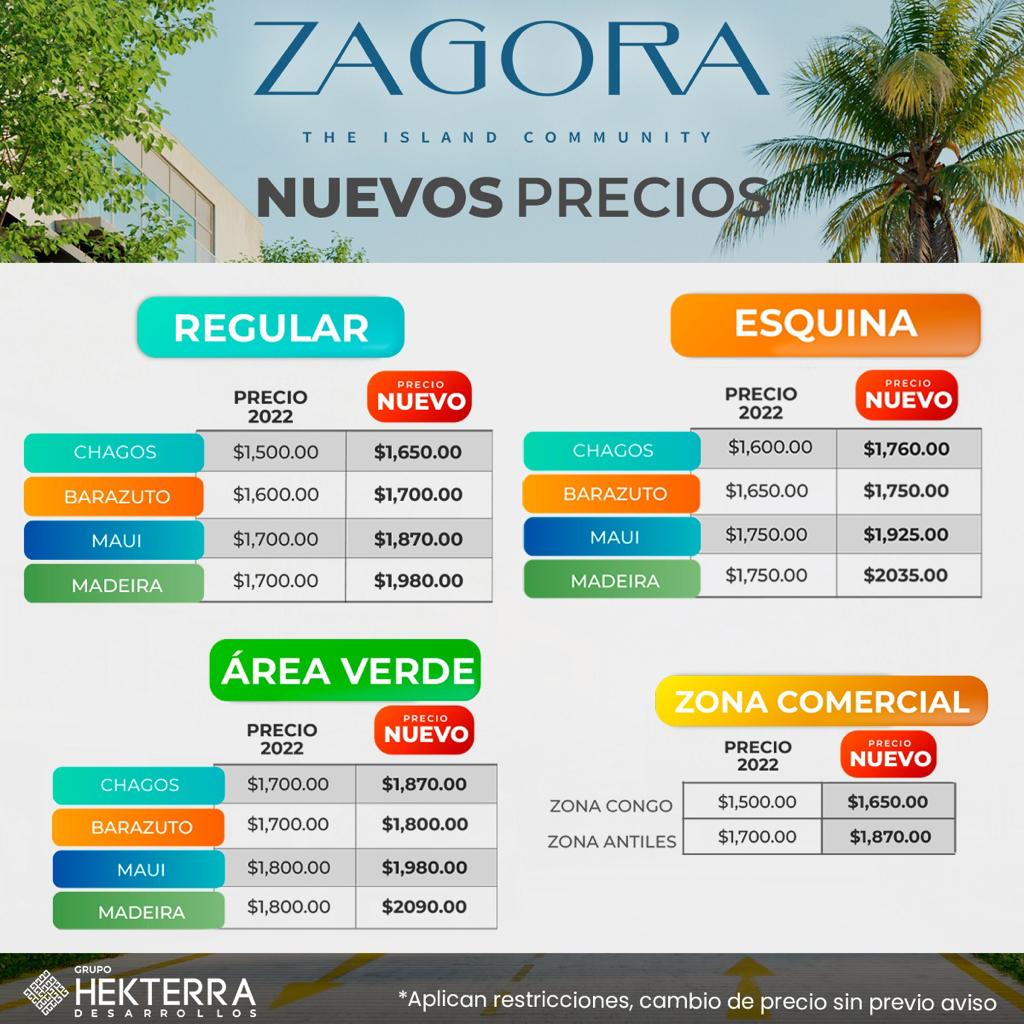 ZAGORA
THE ISLAND COMMUNITY
NUEVOS PRECIOS
REGULAR
PRECIO 2022 PRECIO NUEVO
CHAGOS $1,500.00 $1,650.00
BARAZUTO $1,600.00 $1,700.00
MAUI $1,700.00 $1,870.00
MADEIRA $1,700.00 $1,980.00
ESQUINA
PRECIO 2022 PRECIO NUEVO
CHAGOS $1,600.00 $1,760.00
BARAZUTO $1,650.00 $1,750.00
MAUI $1,750.00 $1,925.00
MADEIRA $1,750.00 $2035.00
ÁREA VERDE
PRECIO 2022 PRECIO NUEVO
CHAGOS $1,700.00 $1,870.00
BARAZUTO $1,700.00 $1,800.00
MAUI $1,800.00 $1,980.00
MADEIRA $1,800.00 $2090.00
ZONA COMERCIAL
PRECIO 2022 PRECIO NUEVO
ZONA CONGO $1,500.00 $1,650.00
ZONA ANTILES $1,700.00 $1,870.00
GRUPO
HEKTERRA
DESARROLLOS
*Aplican restricciones, cambio de precio sin previo aviso